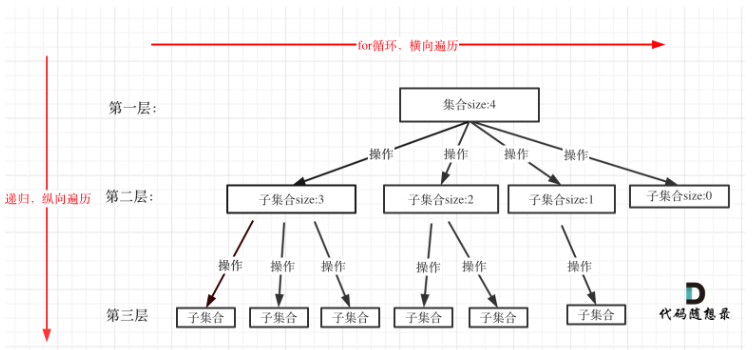 for循环，横向遍历
第一层： 集合size:4
操作 操作 操作 操作
递归，纵向遍历 第二层: 子集合size:3 子集合size:2 子集合size:1 子集合size:0
操作 操作 操作 操作 操作 操作
第三层 子集合 子集合 子集合 子集合 子集合 子集合
代码随想录